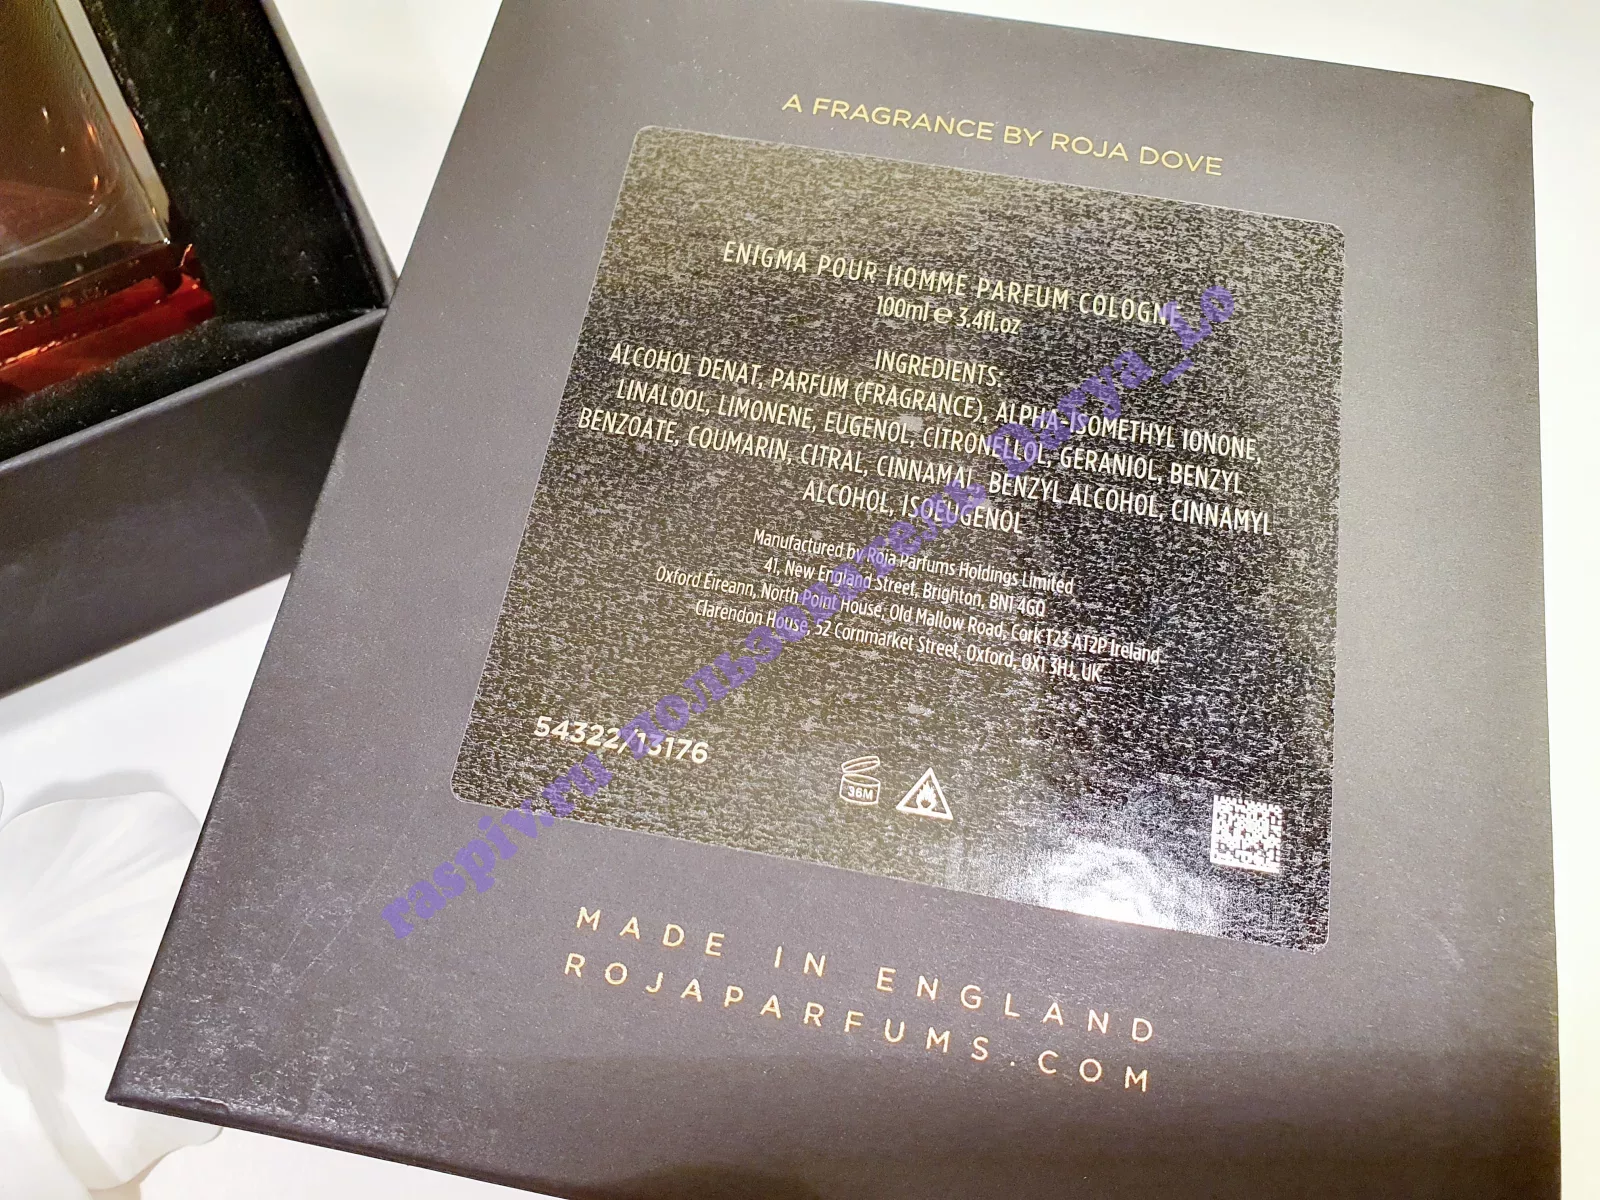 A FRAGRANCE BY ROJA DOVE
ENIGMA POUR HOMME PARFUM COLOGNE
100ml e 3.4fl.oz
INGREDIENTS:
ALCOHOL DENAT, PARFUM (FRAGRANCE), ALPHA-ISOMETHYL IONONE,
LINALOOL, LIMONENE, EUGENOL, CITRONELLOL, GERANIOL, BENZYL
BENZOATE, COUMARIN, CITRAL, CINNAMAL, BENZYL ALCOHOL, CINNAMYL
ALCOHOL, ISOEUGENOL
Manufactured by Roja Parfums Holdings Limited
41, New England Street, Brighton, BN1 4GQ
Oxford Éireann, North Point House, Old Mallow Road, Cork T23 AT2P Ireland
Clarendon House, 52 Cornmarket Street, Oxford, OX1 3HJ, UK
54322/13176
36M
MADE IN ENGLAND
ROJAPARFUMS.COM
raspiv.ru пользователь Darya_Lo